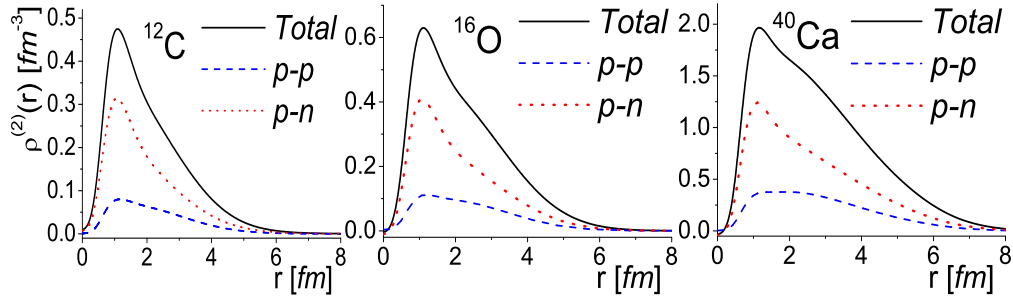 ρ(2)(r) [fm-3]
12C
Total
p-p
p-n
0.5
0.4
0.3
0.2
0.1
0.0
0 2 4 6 8
r [fm]
16O
Total
p-p
p-n
0.6
0.4
0.2
0.0
0 2 4 6 8
r [fm]
40Ca
Total
p-p
p-n
2.0
1.5
1.0
0.5
0.0
0 2 4 6 8
r [fm]